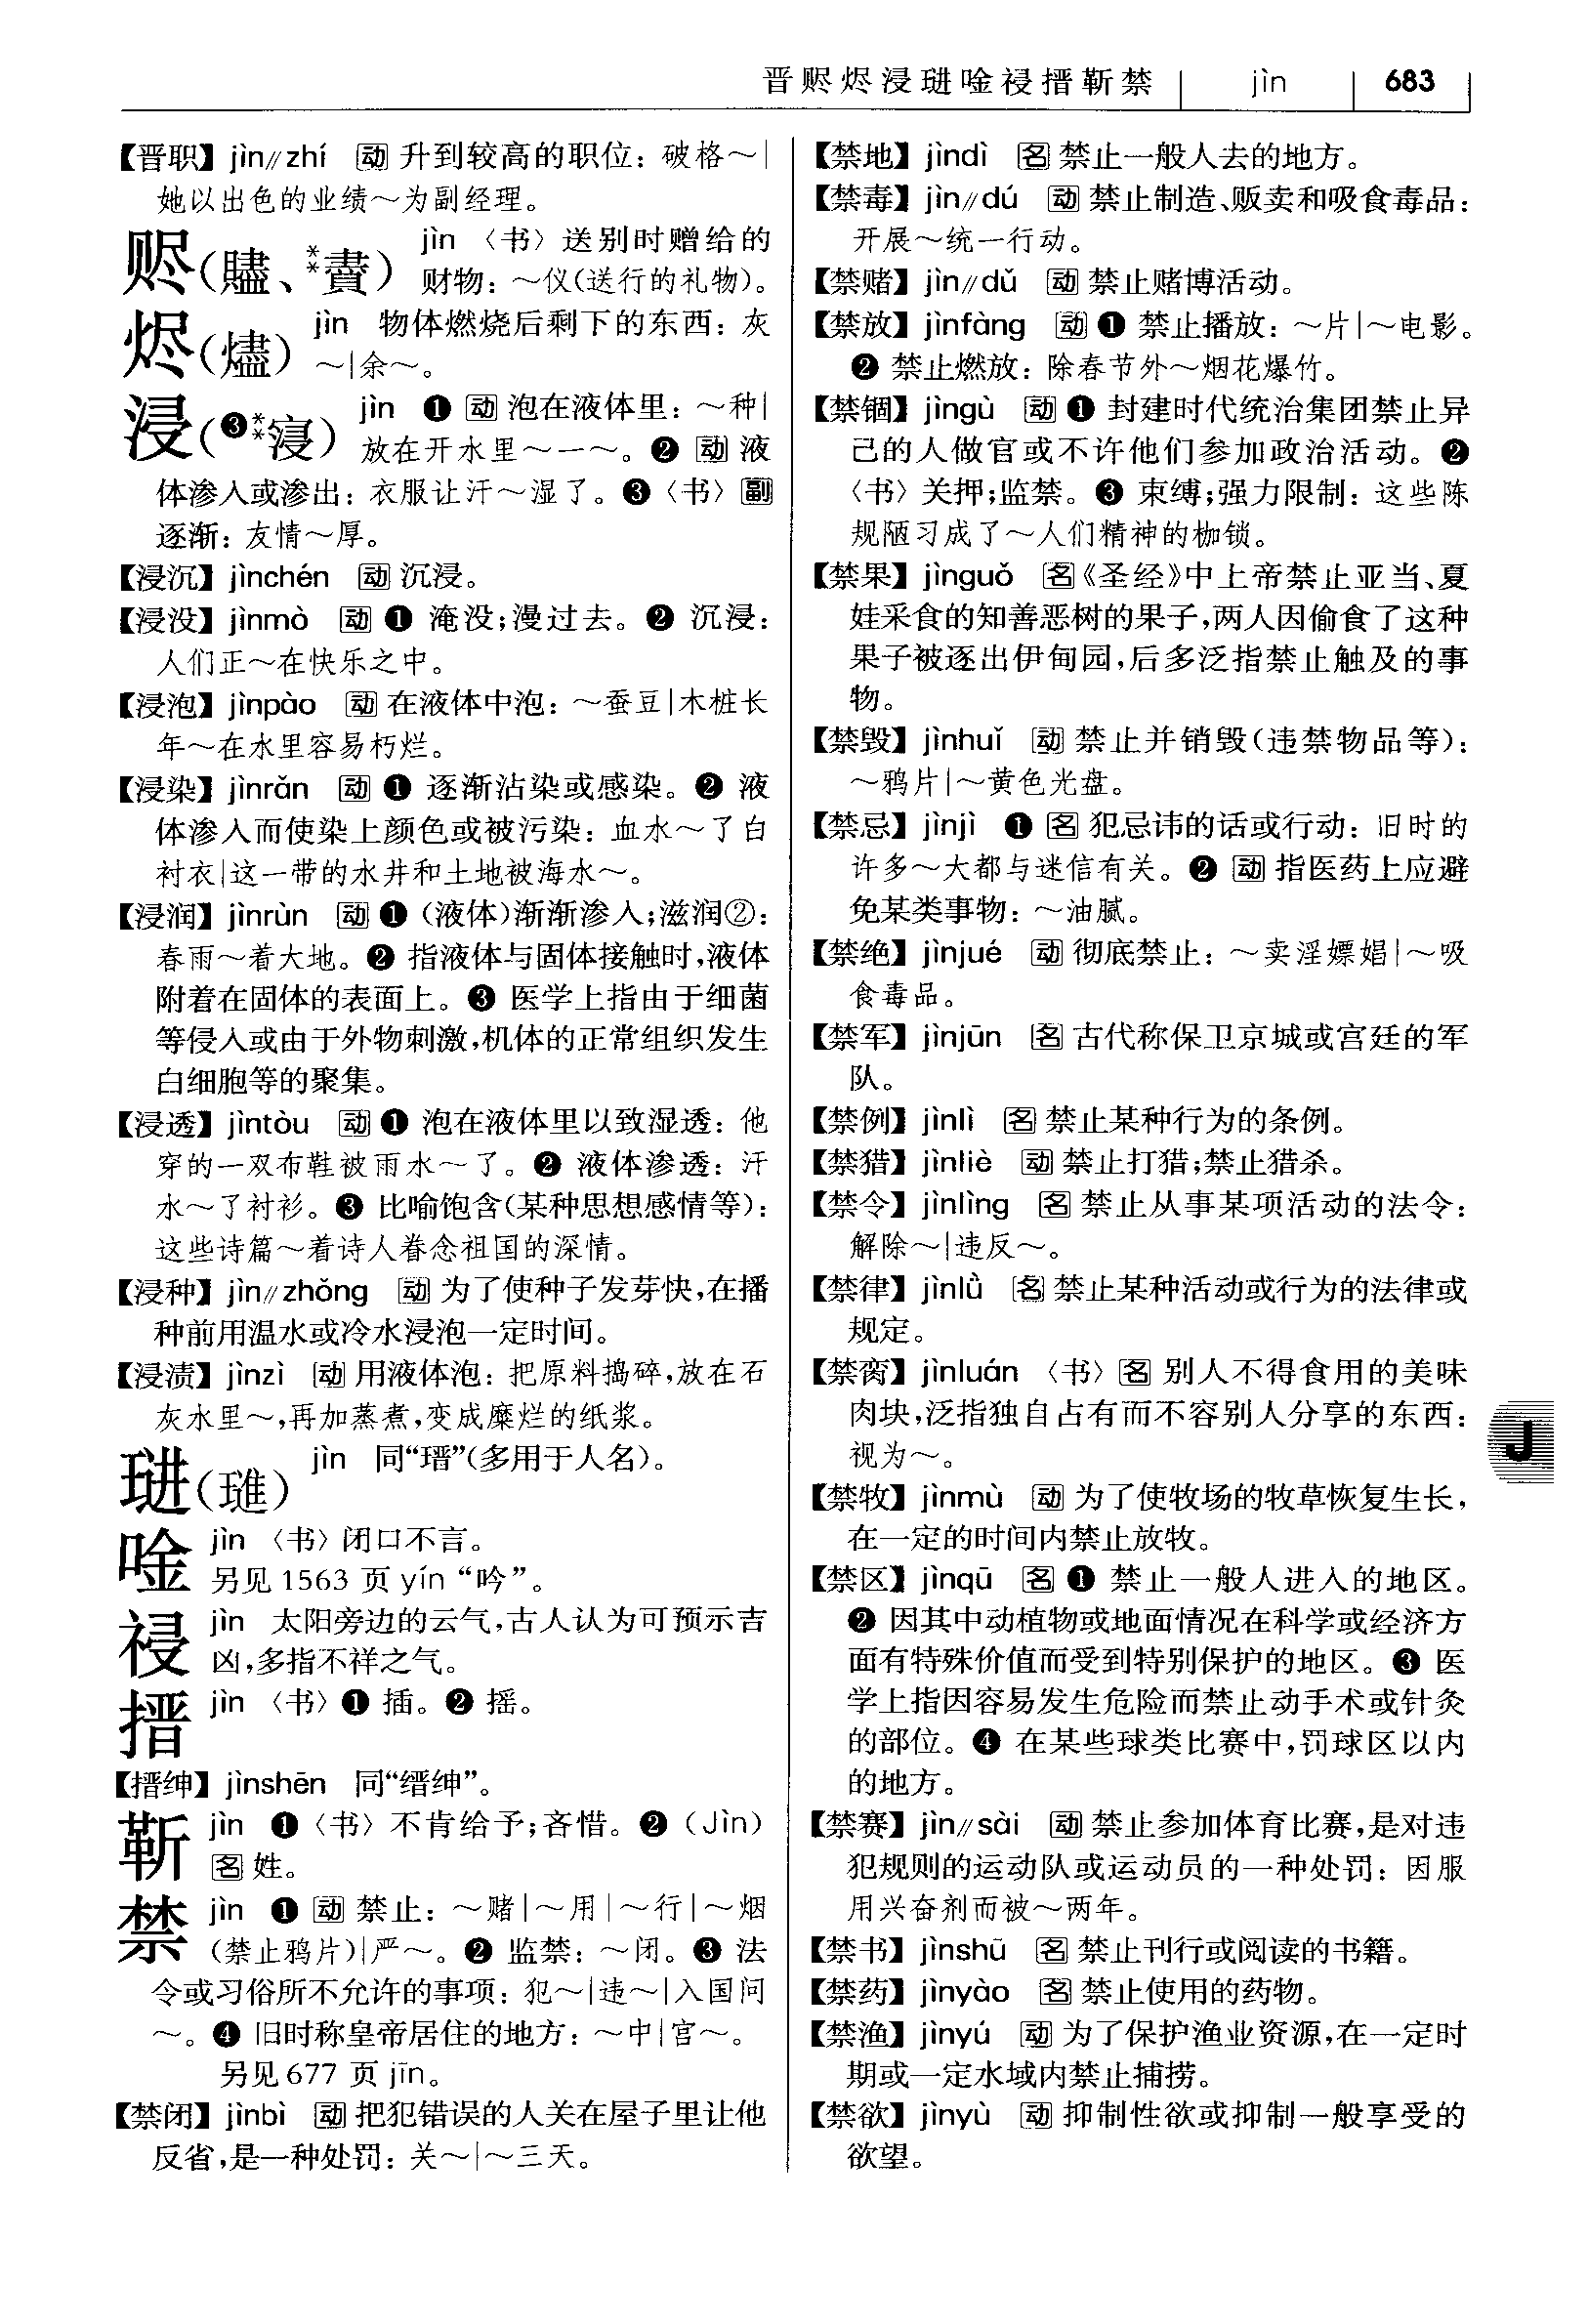 晋赆烬浸琎唫祲搢靳禁 | jìn | 683
【晋职】jìn∥zhí 动 升到较高的职位：破格～|
她以出色的业绩～为副经理。
赆(贐、**賮) jìn 〈书〉送别时赠给的
财物：～仪(送行的礼物)。
烬(燼) jìn 物体燃烧后剩下的东西：灰
～|余～。
浸(❸**寖) jìn ❶ 动 泡在液体里：～种|
放在开水里～一～。❷ 动 液
体渗入或渗出：衣服让汗～湿了。❸〈书〉副
逐渐：友情～厚。
【浸沉】jìnchén 动 沉浸。
【浸没】jìnmò 动 ❶ 淹没；漫过去。❷ 沉浸：
人们正～在快乐之中。
【浸泡】jìnpào 动 在液体中泡：～蚕豆|木桩长
年～在水里容易朽烂。
【浸染】jìnrǎn 动 ❶ 逐渐沾染或感染。❷ 液
体渗入而使染上颜色或被污染：血水～了白
衬衣|这一带的水井和土地被海水～。
【浸润】jìnrùn 动 ❶（液体）渐渐渗入；滋润②：
春雨～着大地。❷ 指液体与固体接触时，液体
附着在固体的表面上。❸ 医学上指由于细菌
等侵入或由于外物刺激，机体的正常组织发生
白细胞等的聚集。
【浸透】jìntòu 动 ❶ 泡在液体里以致湿透：他
穿的一双布鞋被雨水～了。❷ 液体渗透：汗
水～了衬衫。❸ 比喻饱含（某种思想感情等）：
这些诗篇～着诗人眷念祖国的深情。
【浸种】jìn∥zhǒng 动 为了使种子发芽快，在播
种前用温水或冷水浸泡一定时间。
【浸渍】jìnzì 动 用液体泡：把原料捣碎，放在石
灰水里～，再加蒸煮，变成糜烂的纸浆。
琎(璡) jìn 同“瑨”（多用于人名）。
唫 jìn 〈书〉闭口不言。
另见1563 页 yín “吟”。
祲 jìn 太阳旁边的云气，古人认为可预示吉
凶，多指不祥之气。
搢 jìn 〈书〉❶ 插。❷ 摇。
【搢绅】jìnshēn 同“缙绅”。
靳 jìn ❶〈书〉不肯给予；吝惜。❷（Jìn）
名 姓。
禁 jìn ❶ 动 禁止：～赌|～用|～行|～烟
（禁止鸦片）|严～。❷ 监禁：～闭。❸ 法
令或习俗所不允许的事项：犯～|违～|入国问
～。❹ 旧时称皇帝居住的地方：～中|宫～。
另见677 页 jīn。
【禁闭】jìnbì 动 把犯错误的人关在屋子里让他
反省，是一种处罚：关～|～三天。
【禁地】jìndì 名 禁止一般人去的地方。
【禁毒】jìn∥dú 动 禁止制造、贩卖和吸食毒品：
开展～统一行动。
【禁赌】jìn∥dǔ 动 禁止赌博活动。
【禁放】jìnfàng 动 ❶ 禁止播放：～片|～电影。
❷ 禁止燃放：除春节外～烟花爆竹。
【禁锢】jìngù 动 ❶ 封建时代统治集团禁止异
己的人做官或不许他们参加政治活动。❷
〈书〉关押；监禁。❸ 束缚；强力限制：这些陈
规陋习成了～人们精神的枷锁。
【禁果】jìnguǒ 名《圣经》中上帝禁止亚当、夏
娃采食的知善恶树的果子，两人因偷食了这种
果子被逐出伊甸园，后多泛指禁止触及的事
物。
【禁毁】jìnhuǐ 动 禁止并销毁（违禁物品等）：
～鸦片|～黄色光盘。
【禁忌】jìnjì ❶ 名 犯忌讳的话或行动：旧时的
许多～大都与迷信有关。❷ 动 指医药上应避
免某类事物：～油腻。
【禁绝】jìnjué 动 彻底禁止：～卖淫嫖娼|～吸
食毒品。
【禁军】jìnjūn 名 古代称保卫京城或宫廷的军
队。
【禁例】jìnlì 名 禁止某种行为的条例。
【禁猎】jìnliè 动 禁止打猎；禁止猎杀。
【禁令】jìnlìng 名 禁止从事某项活动的法令：
解除～|违反～。
【禁律】jìnlǜ 名 禁止某种活动或行为的法律或
规定。
【禁脔】jìnluán 〈书〉名 别人不得食用的美味
肉块，泛指独自占有而不容别人分享的东西：
视为～。
【禁牧】jìnmù 动 为了使牧场的牧草恢复生长，
在一定的时间内禁止放牧。
【禁区】jìnqū 名 ❶ 禁止一般人进入的地区。
❷ 因其中动植物或地面情况在科学或经济方
面有特殊价值而受到特别保护的地区。❸ 医
学上指因容易发生危险而禁止动手术或针灸
的部位。❹ 在某些球类比赛中，罚球区以内
的地方。
【禁赛】jìn∥sài 动 禁止参加体育比赛，是对违
犯规则的运动队或运动员的一种处罚：因服
用兴奋剂而被～两年。
【禁书】jìnshū 名 禁止刊行或阅读的书籍。
【禁药】jìnyào 名 禁止使用的药物。
【禁渔】jìnyú 动 为了保护渔业资源，在一定时
期或一定水域内禁止捕捞。
【禁欲】jìnyù 动 抑制性欲或抑制一般享受的
欲望。
J